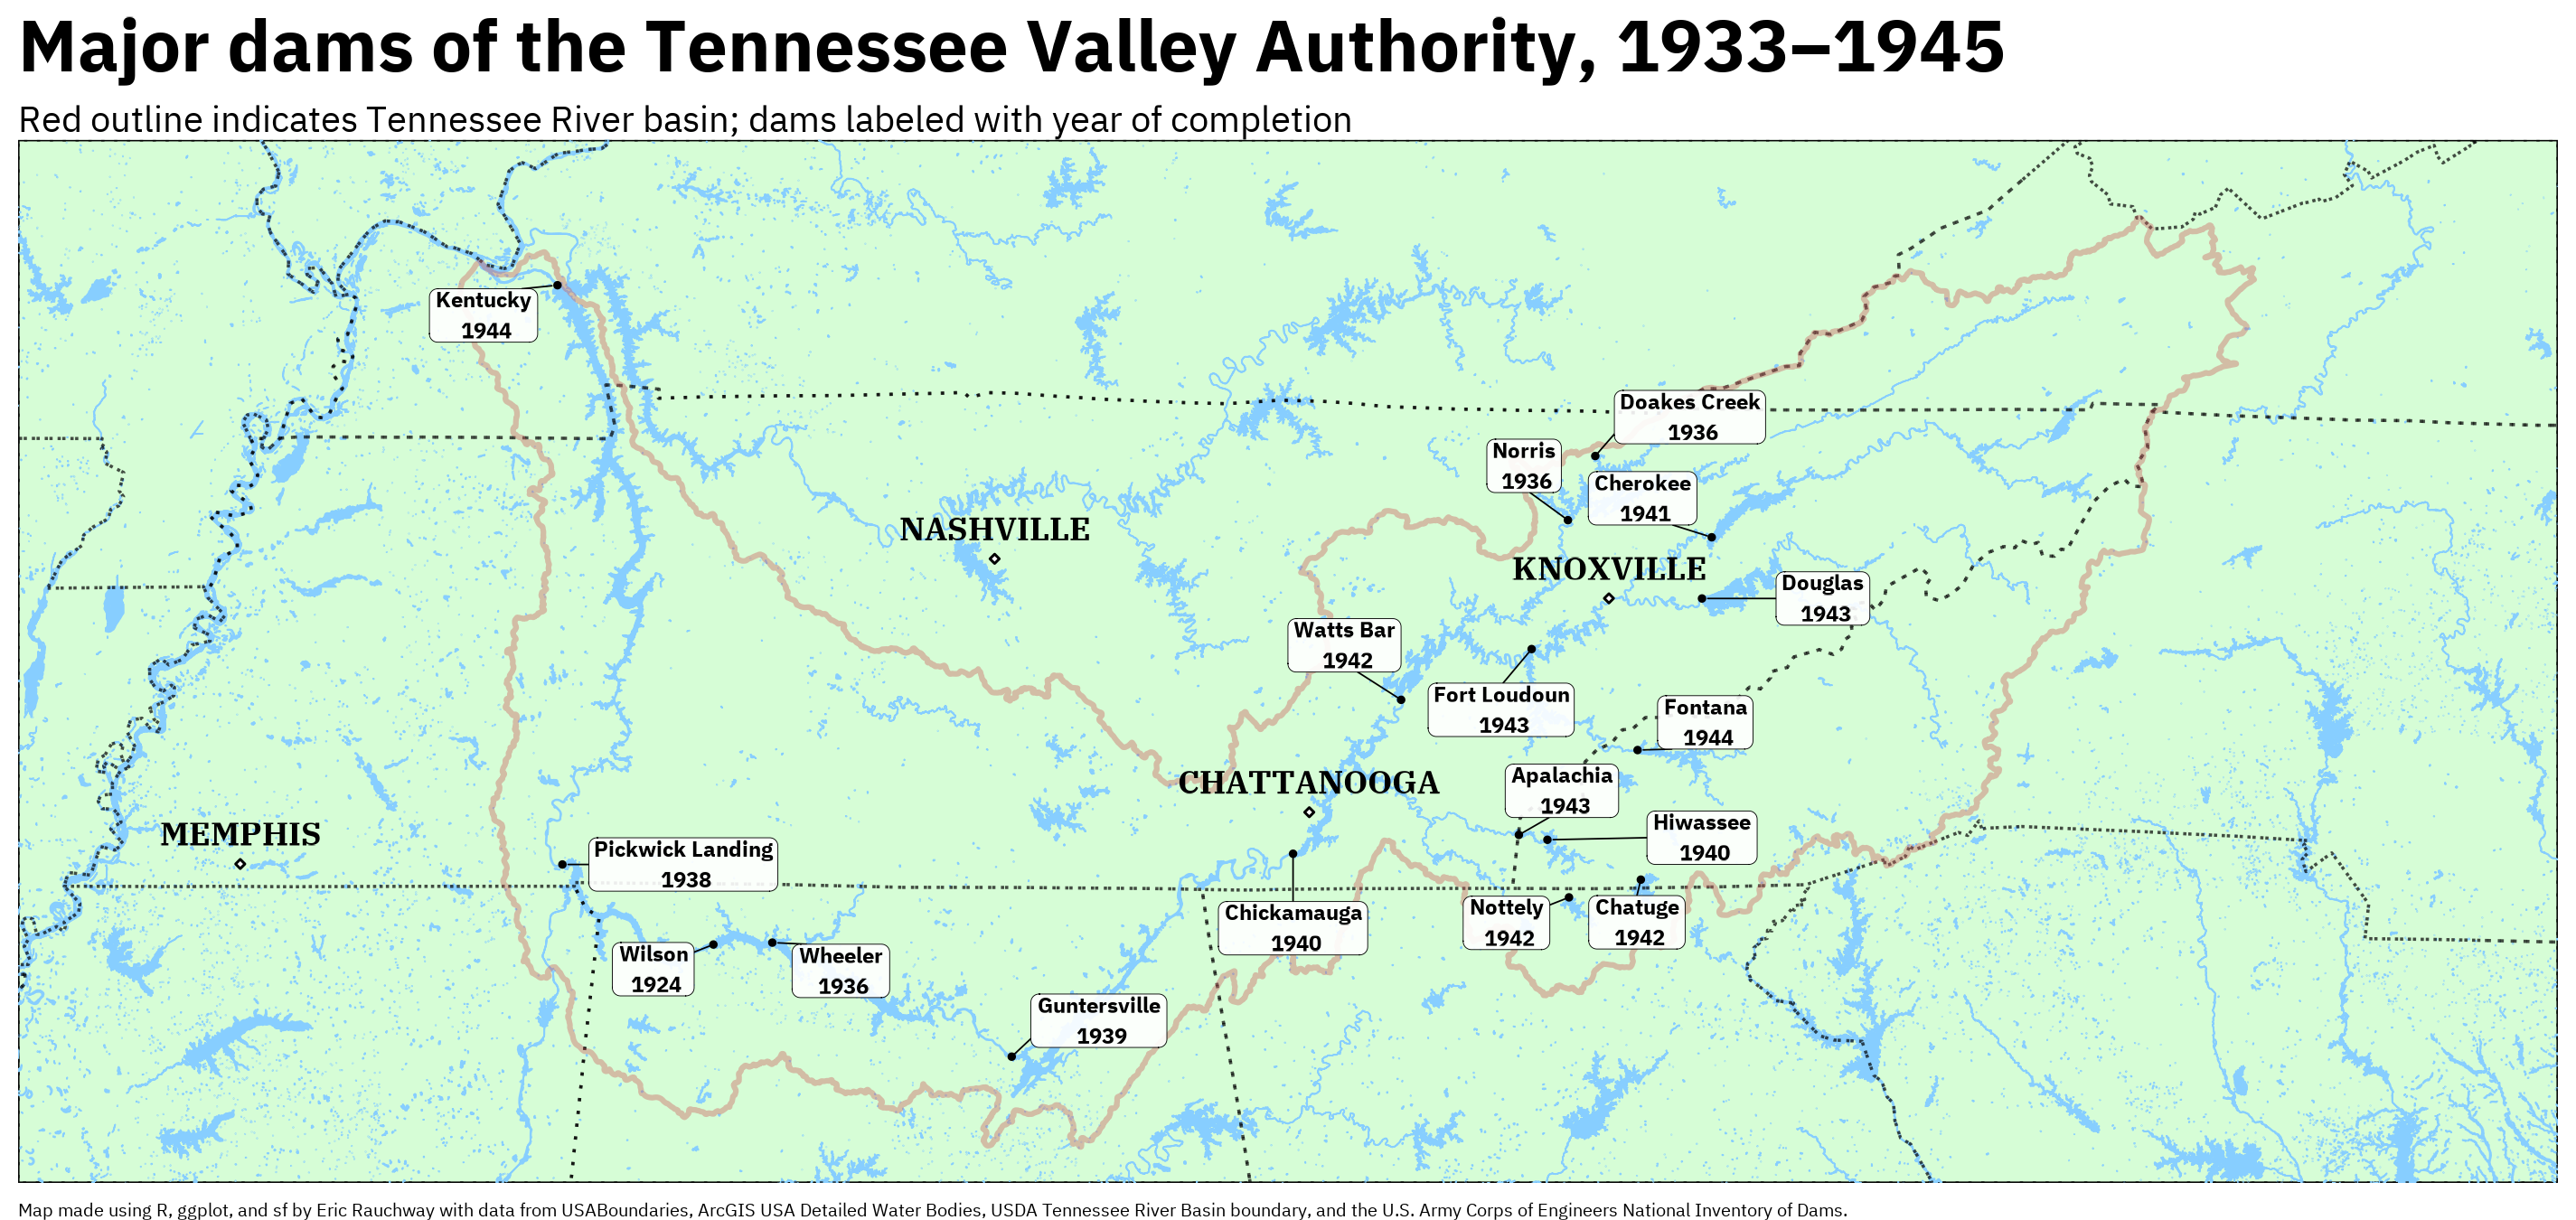 Major dams of the Tennessee Valley Authority, 1933–1945
Red outline indicates Tennessee River basin; dams labeled with year of completion
Kentucky
1944
Doakes Creek
1936
Norris
1936
Cherokee
1941
NASHVILLE
KNOXVILLE
Douglas
1943
Watts Bar
1942
Fort Loudoun
1943
Fontana
1944
CHATTANOOGA
Apalachia
1943
MEMPHIS
Hiwassee
1940
Pickwick Landing
1938
Chickamauga
1940
Nottely
1942
Chatuge
1942
Wilson
1924
Wheeler
1936
Guntersville
1939
Map made using R, ggplot, and sf by Eric Rauchway with data from USABoundaries, ArcGIS USA Detailed Water Bodies, USDA Tennessee River Basin boundary, and the U.S. Army Corps of Engineers National Inventory of Dams.